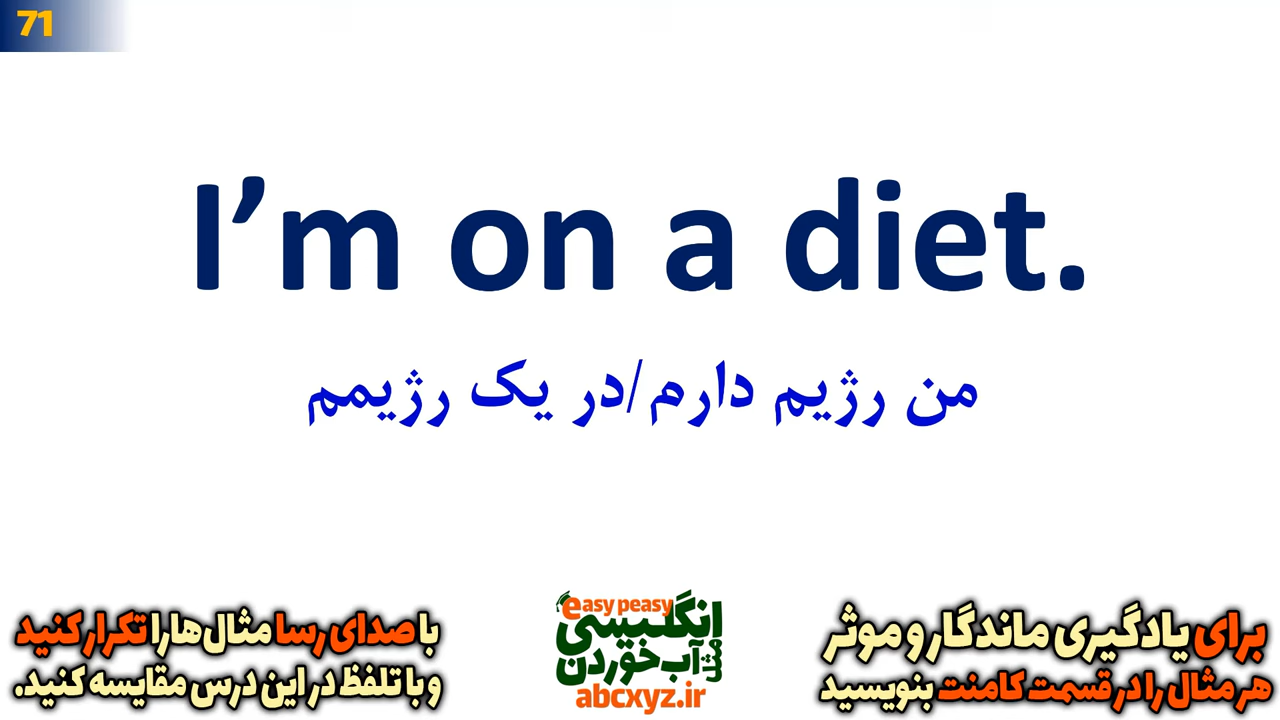 71
I’m on a diet.
من رژیم دارم/در یک رژیمم
با صدای رسا مثال‌ها را تکرار کنید
و با تلفظ در این درس مقایسه کنید.
easy peasy
انگلیسی
مثل
آب خوردن
abcxyz.ir
برای یادگیری ماندگار و موثر
هر مثال را در قسمت کامنت بنویسید